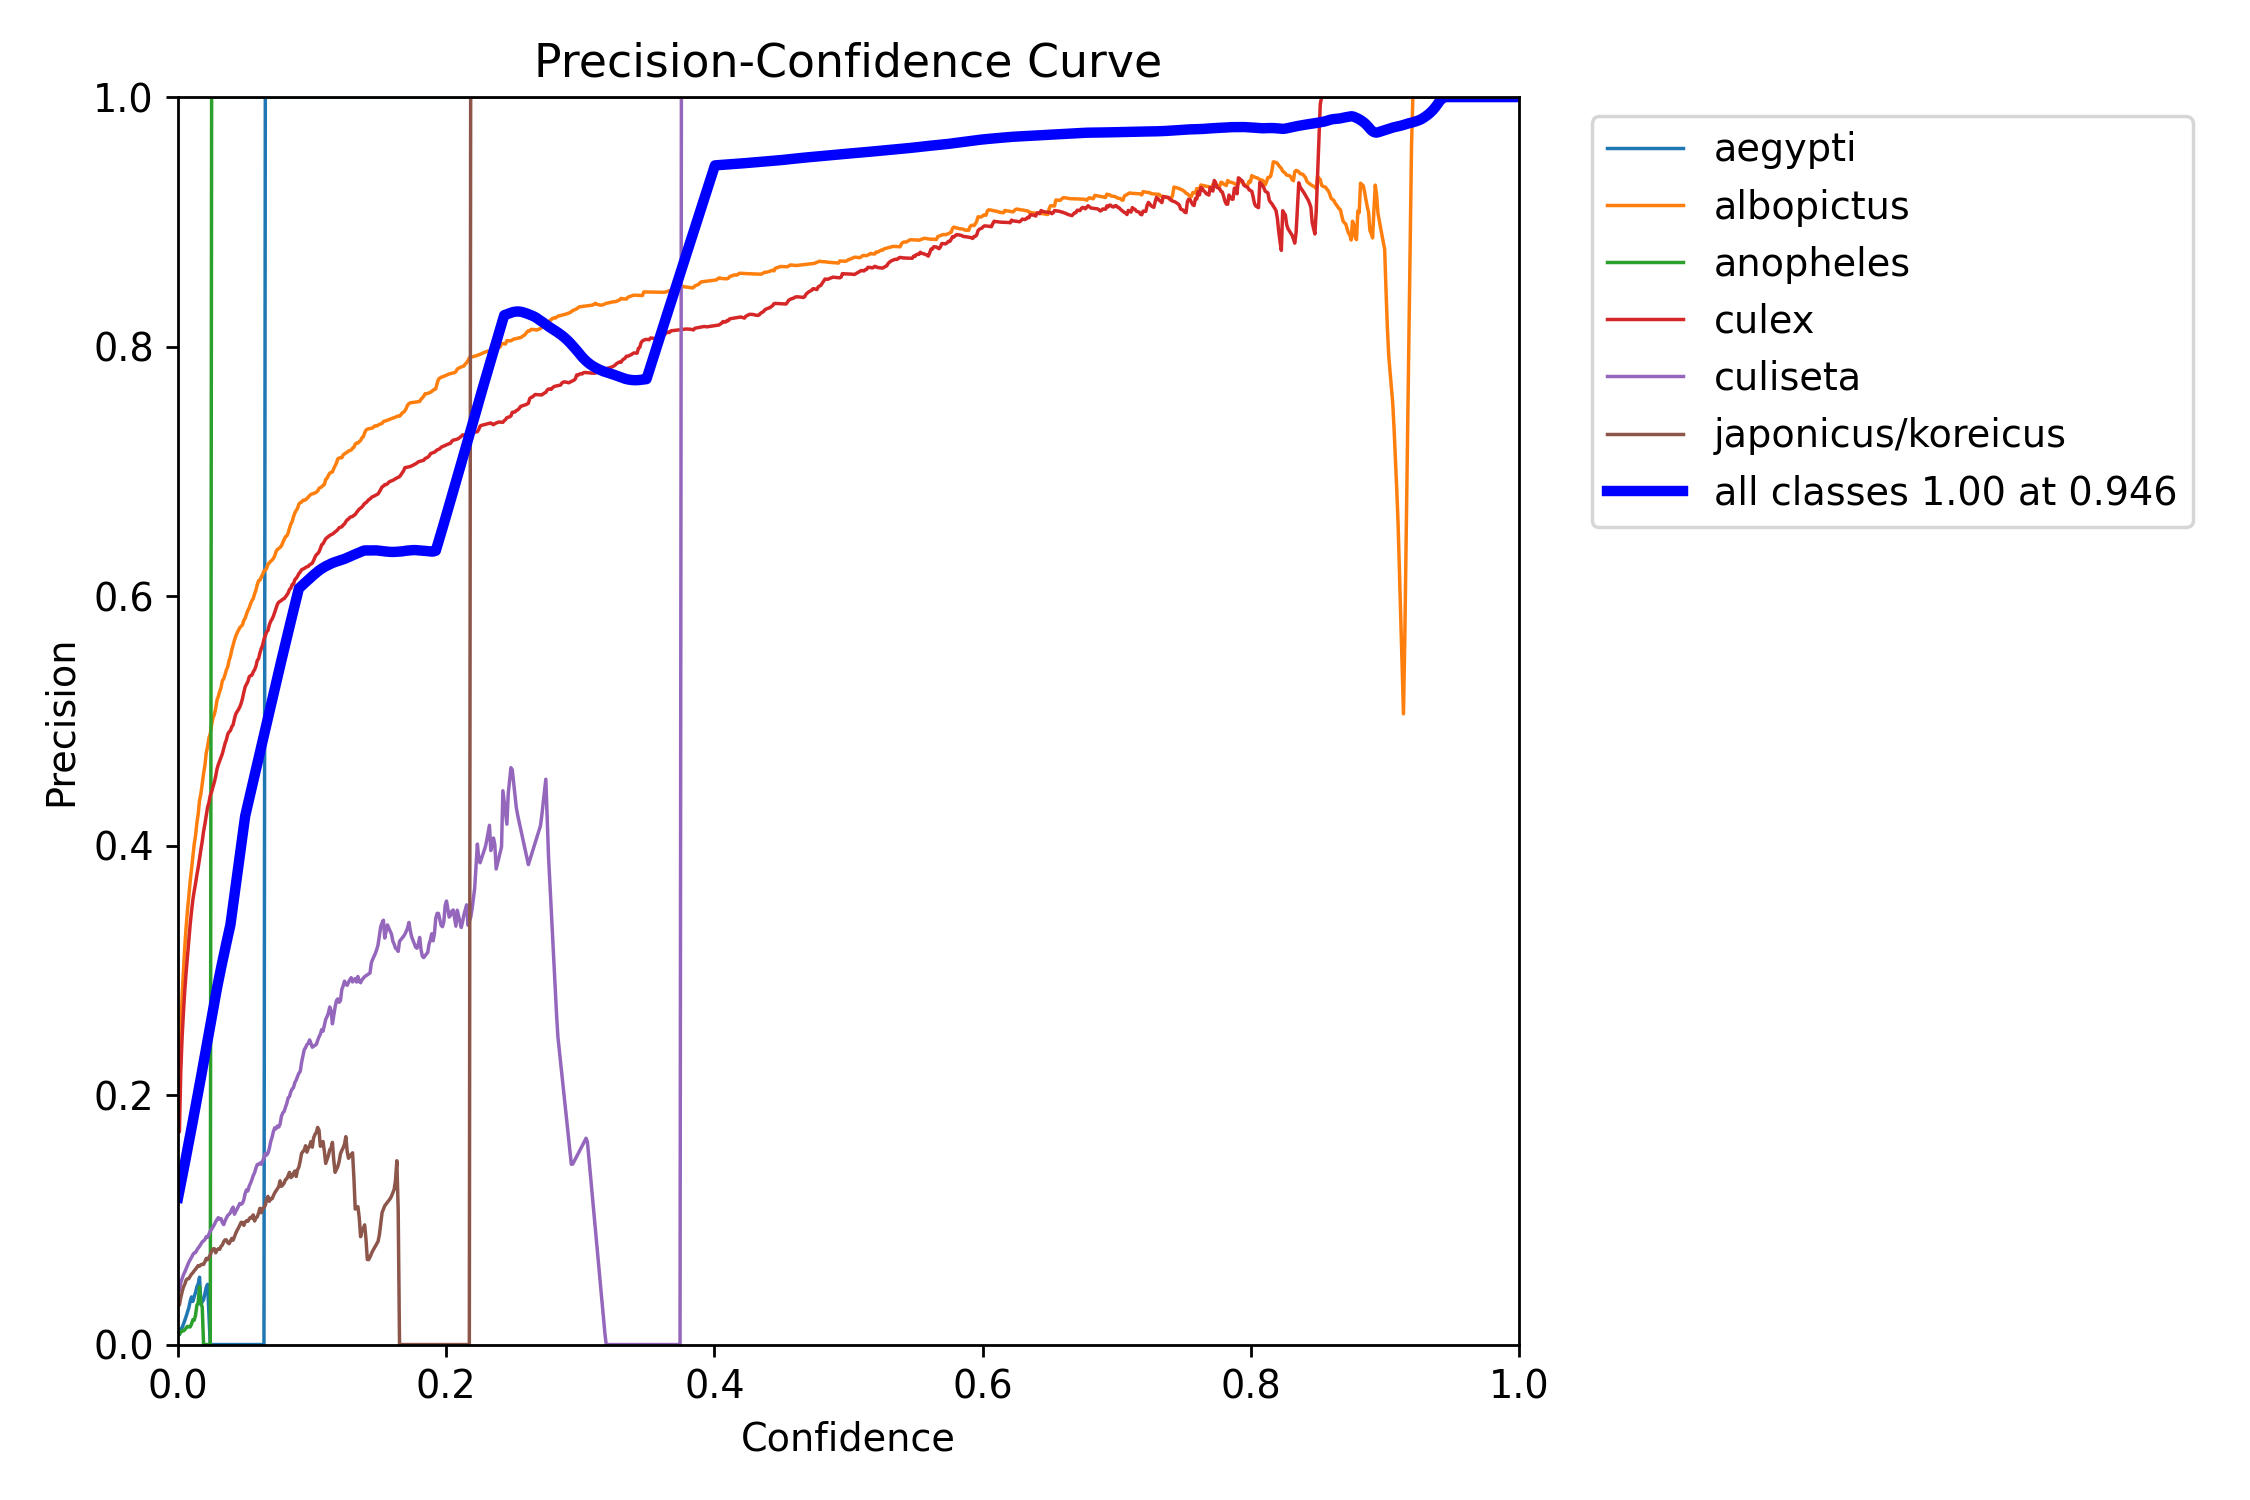 Precision-Confidence Curve
1.0
0.8
0.6
0.4
0.2
0.0
Precision
0.0 0.2 0.4 0.6 0.8 1.0
Confidence
aegypti
albopictus
anopheles
culex
culiseta
japonicus/koreicus
all classes 1.00 at 0.946